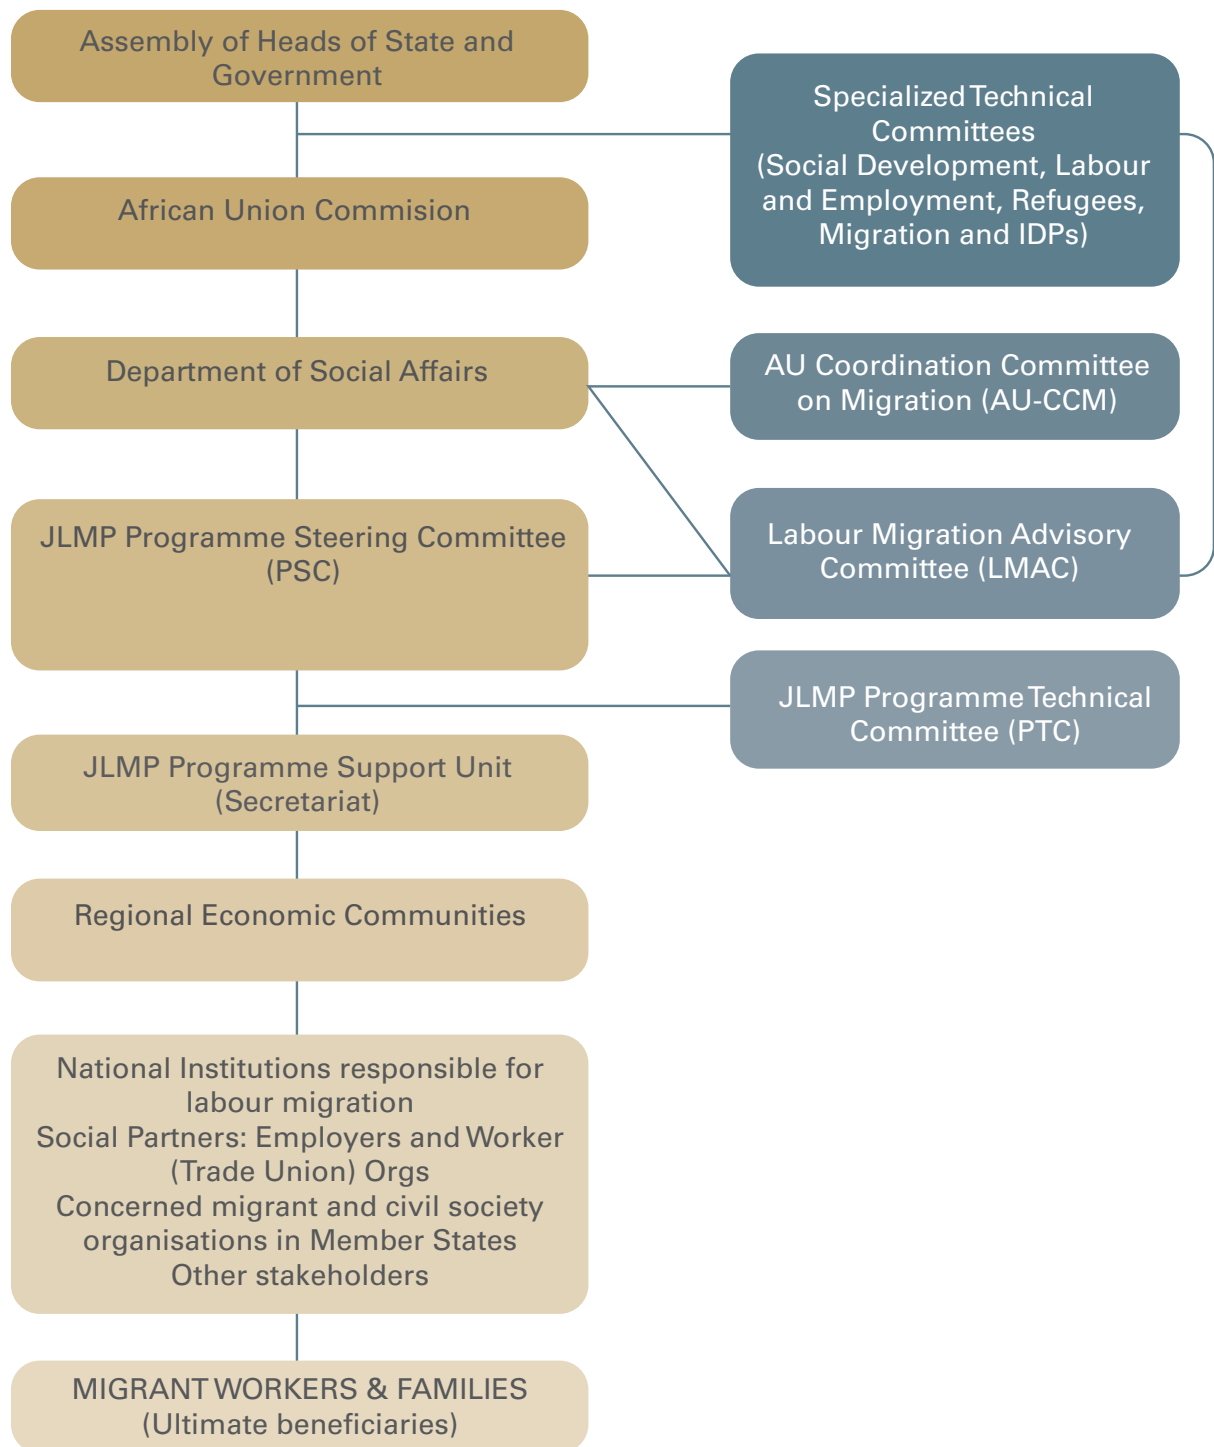 Assembly of Heads of State and
Government
Specialized Technical
Committees
(Social Development, Labour
and Employment, Refugees,
Migration and IDPs)
African Union Commision
Department of Social Affairs
AU Coordination Committee
on Migration (AU-CCM)
JLMP Programme Steering Committee
(PSC)
Labour Migration Advisory
Committee (LMAC)
JLMP Programme Technical
Committee (PTC)
JLMP Programme Support Unit
(Secretariat)
Regional Economic Communities
National Institutions responsible for
labour migration
Social Partners: Employers and Worker
(Trade Union) Orgs
Concerned migrant and civil society
organisations in Member States
Other stakeholders
MIGRANT WORKERS & FAMILIES
(Ultimate beneficiaries)